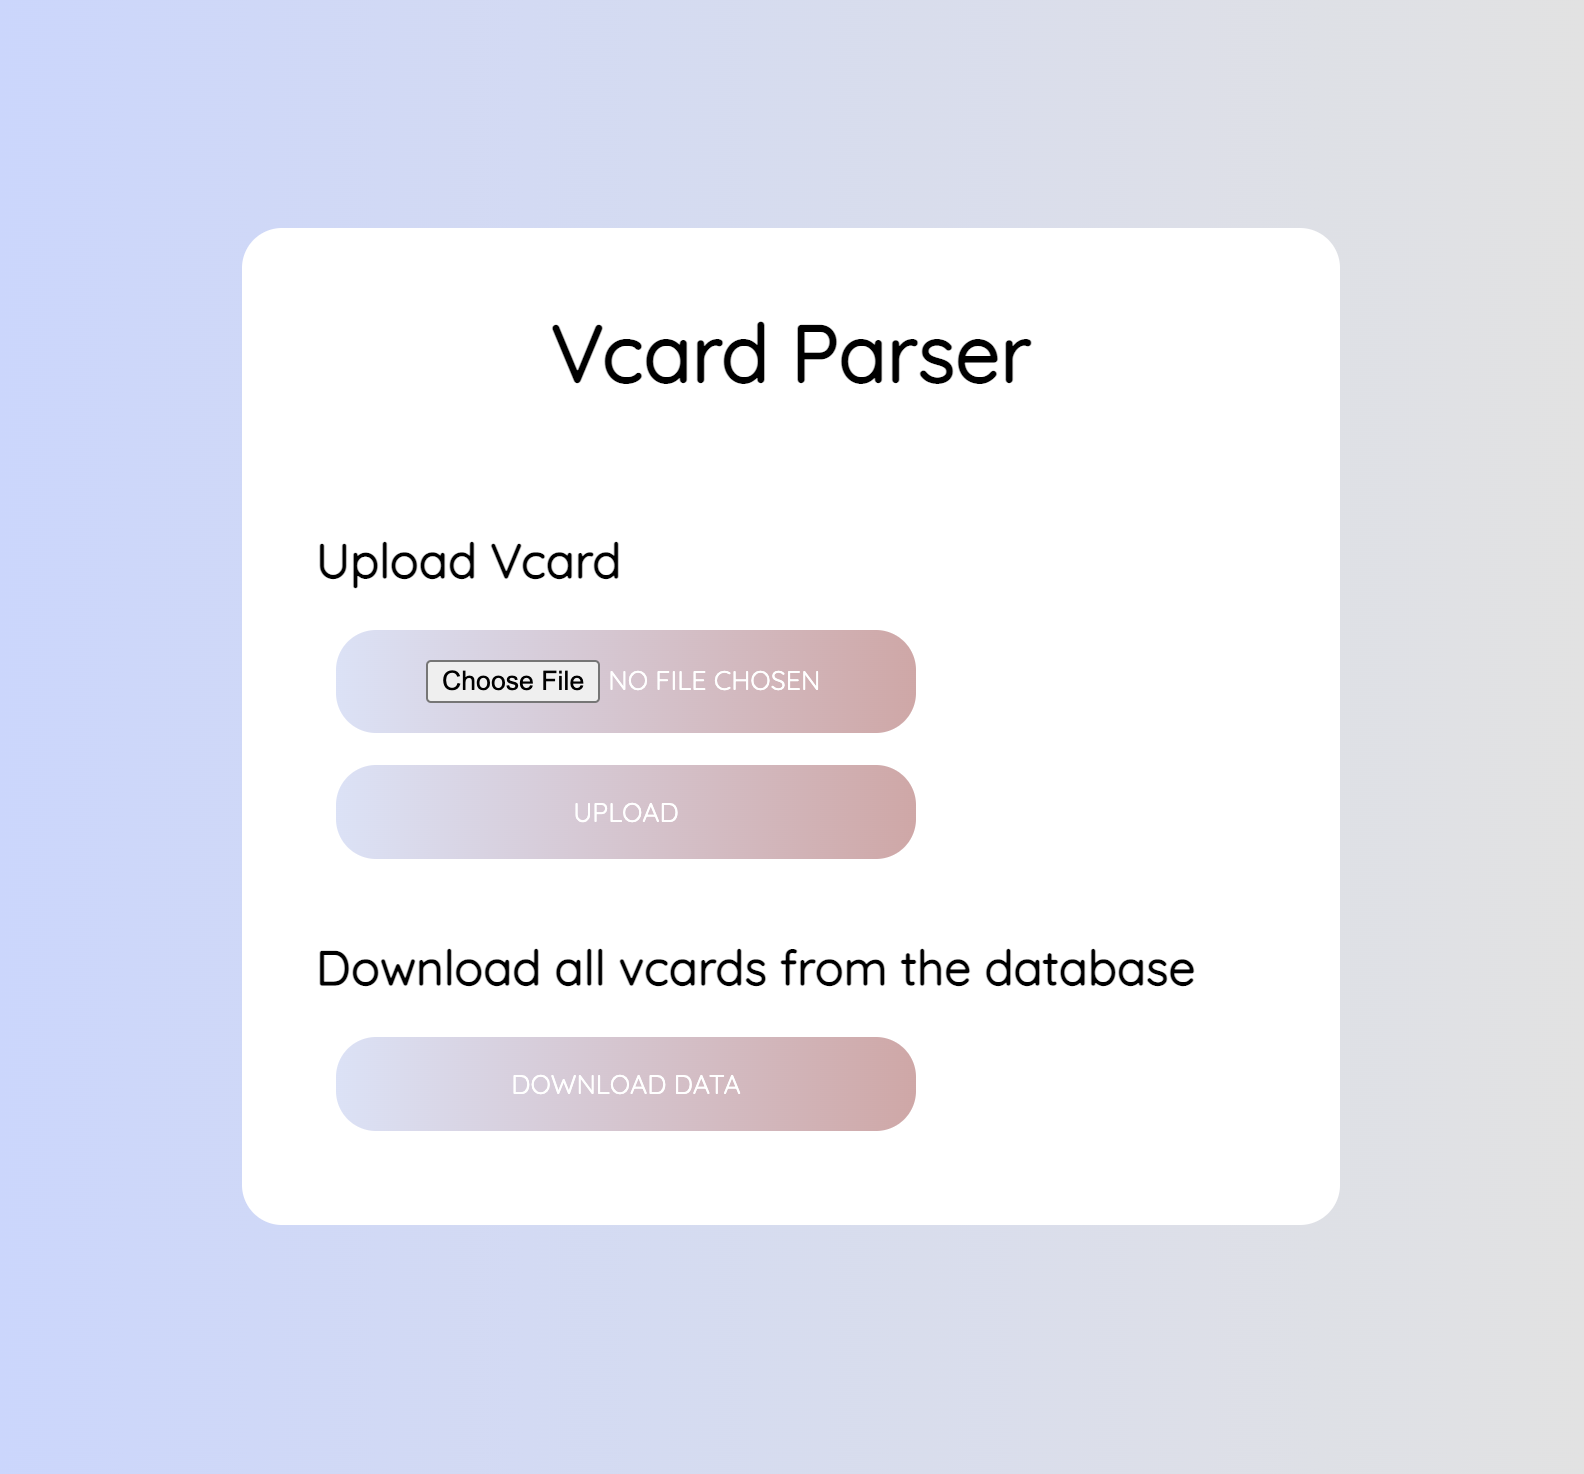 Vcard Parser
Upload Vcard
Choose File NO FILE CHOSEN
UPLOAD
Download all vcards from the database
DOWNLOAD DATA